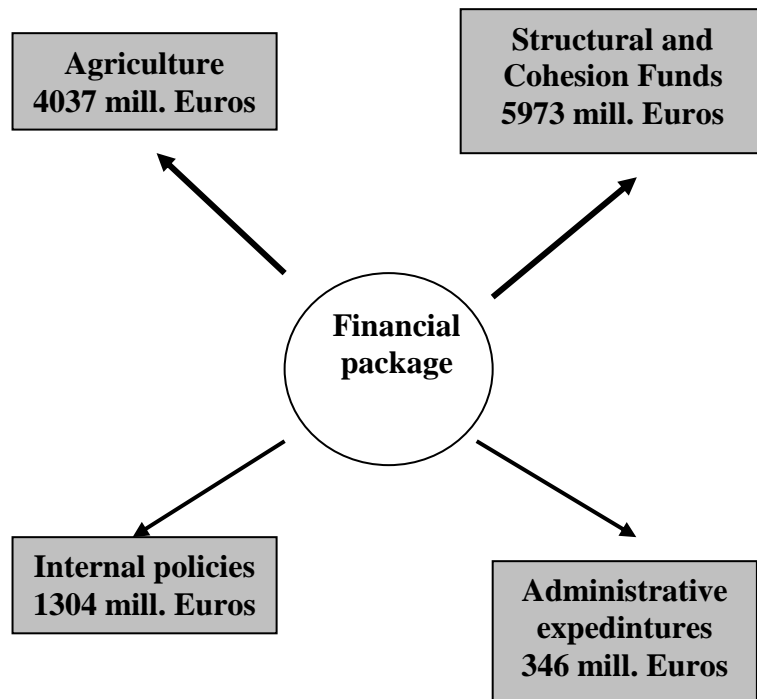 Agriculture
4037 mill. Euros
Structural and
Cohesion Funds
5973 mill. Euros
Financial
package
Internal policies
1304 mill. Euros
Administrative
expedintures
346 mill. Euros